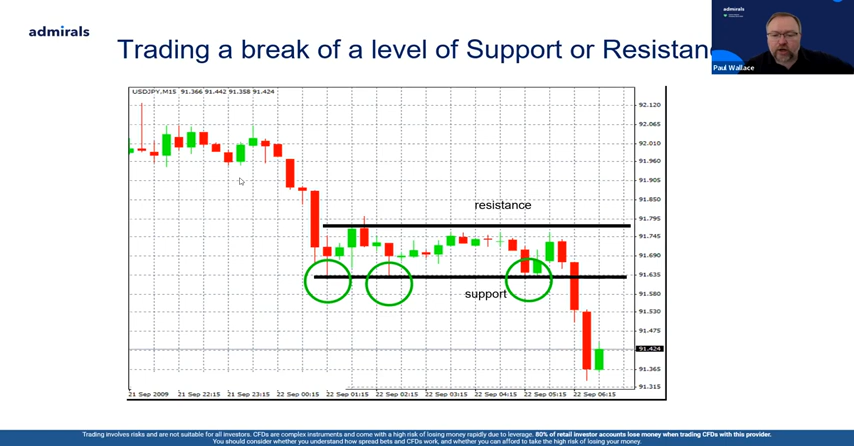 admirals
admirals
Trading a break of a level of Support or Resistan
Paul Wallace
USDJPY.M15 91.366 91.442 91.358 91.424
92.120
92.065
92.010
91.960
91.905
91.850
resistance
91.795
91.745
91.690
91.635
support
91.580
91.530
91.475
91.424
91.365
91.315
21 Sep 2009 21 Sep 22:15 21 Sep 23:15 22 Sep 00:15 22 Sep 01:15 22 Sep 02:15 22 Sep 03:15 22 Sep 04:15 22 Sep 05:15 22 Sep 06:15
Trading involves risks and are not suitable for all investors. CFDs are complex instruments and come with a high risk of losing money rapidly due to leverage. 80% of retail investor accounts lose money when trading CFDs with this provider.
You should consider whether you understand how spread bets and CFDs work, and whether you can afford to take the high risk of losing your money.